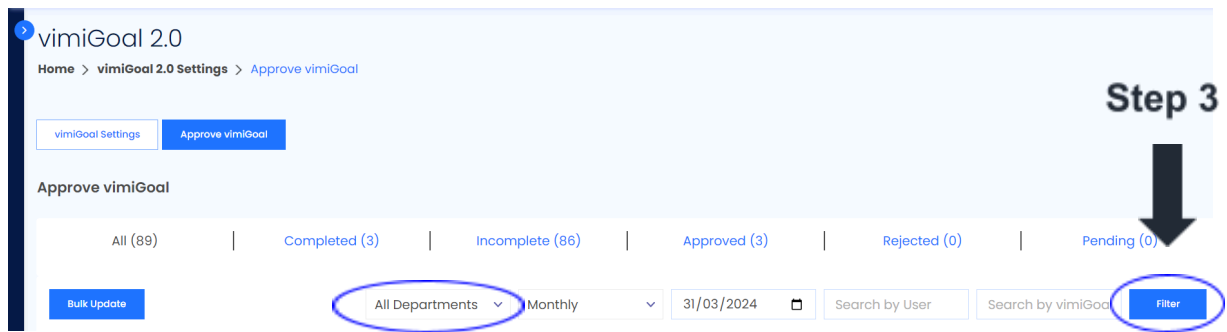 vimiGoal 2.0
Home > vimiGoal 2.0 Settings > Approve vimiGoal
Step 3
vimiGoal Settings Approve vimiGoal
Approve vimiGoal
All (89) | Completed (3) | Incomplete (86) | Approved (3) | Rejected (0) | Pending (0)
Bulk Update All Departments Monthly 31/03/2024 Search by User Search by vimiGoa Filter